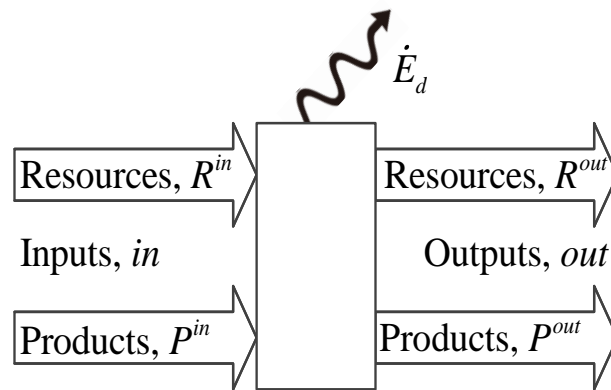 Ė_d
Resources, R^in
Resources, R^out
Inputs, in
Outputs, out
Products, P^in
Products, P^out